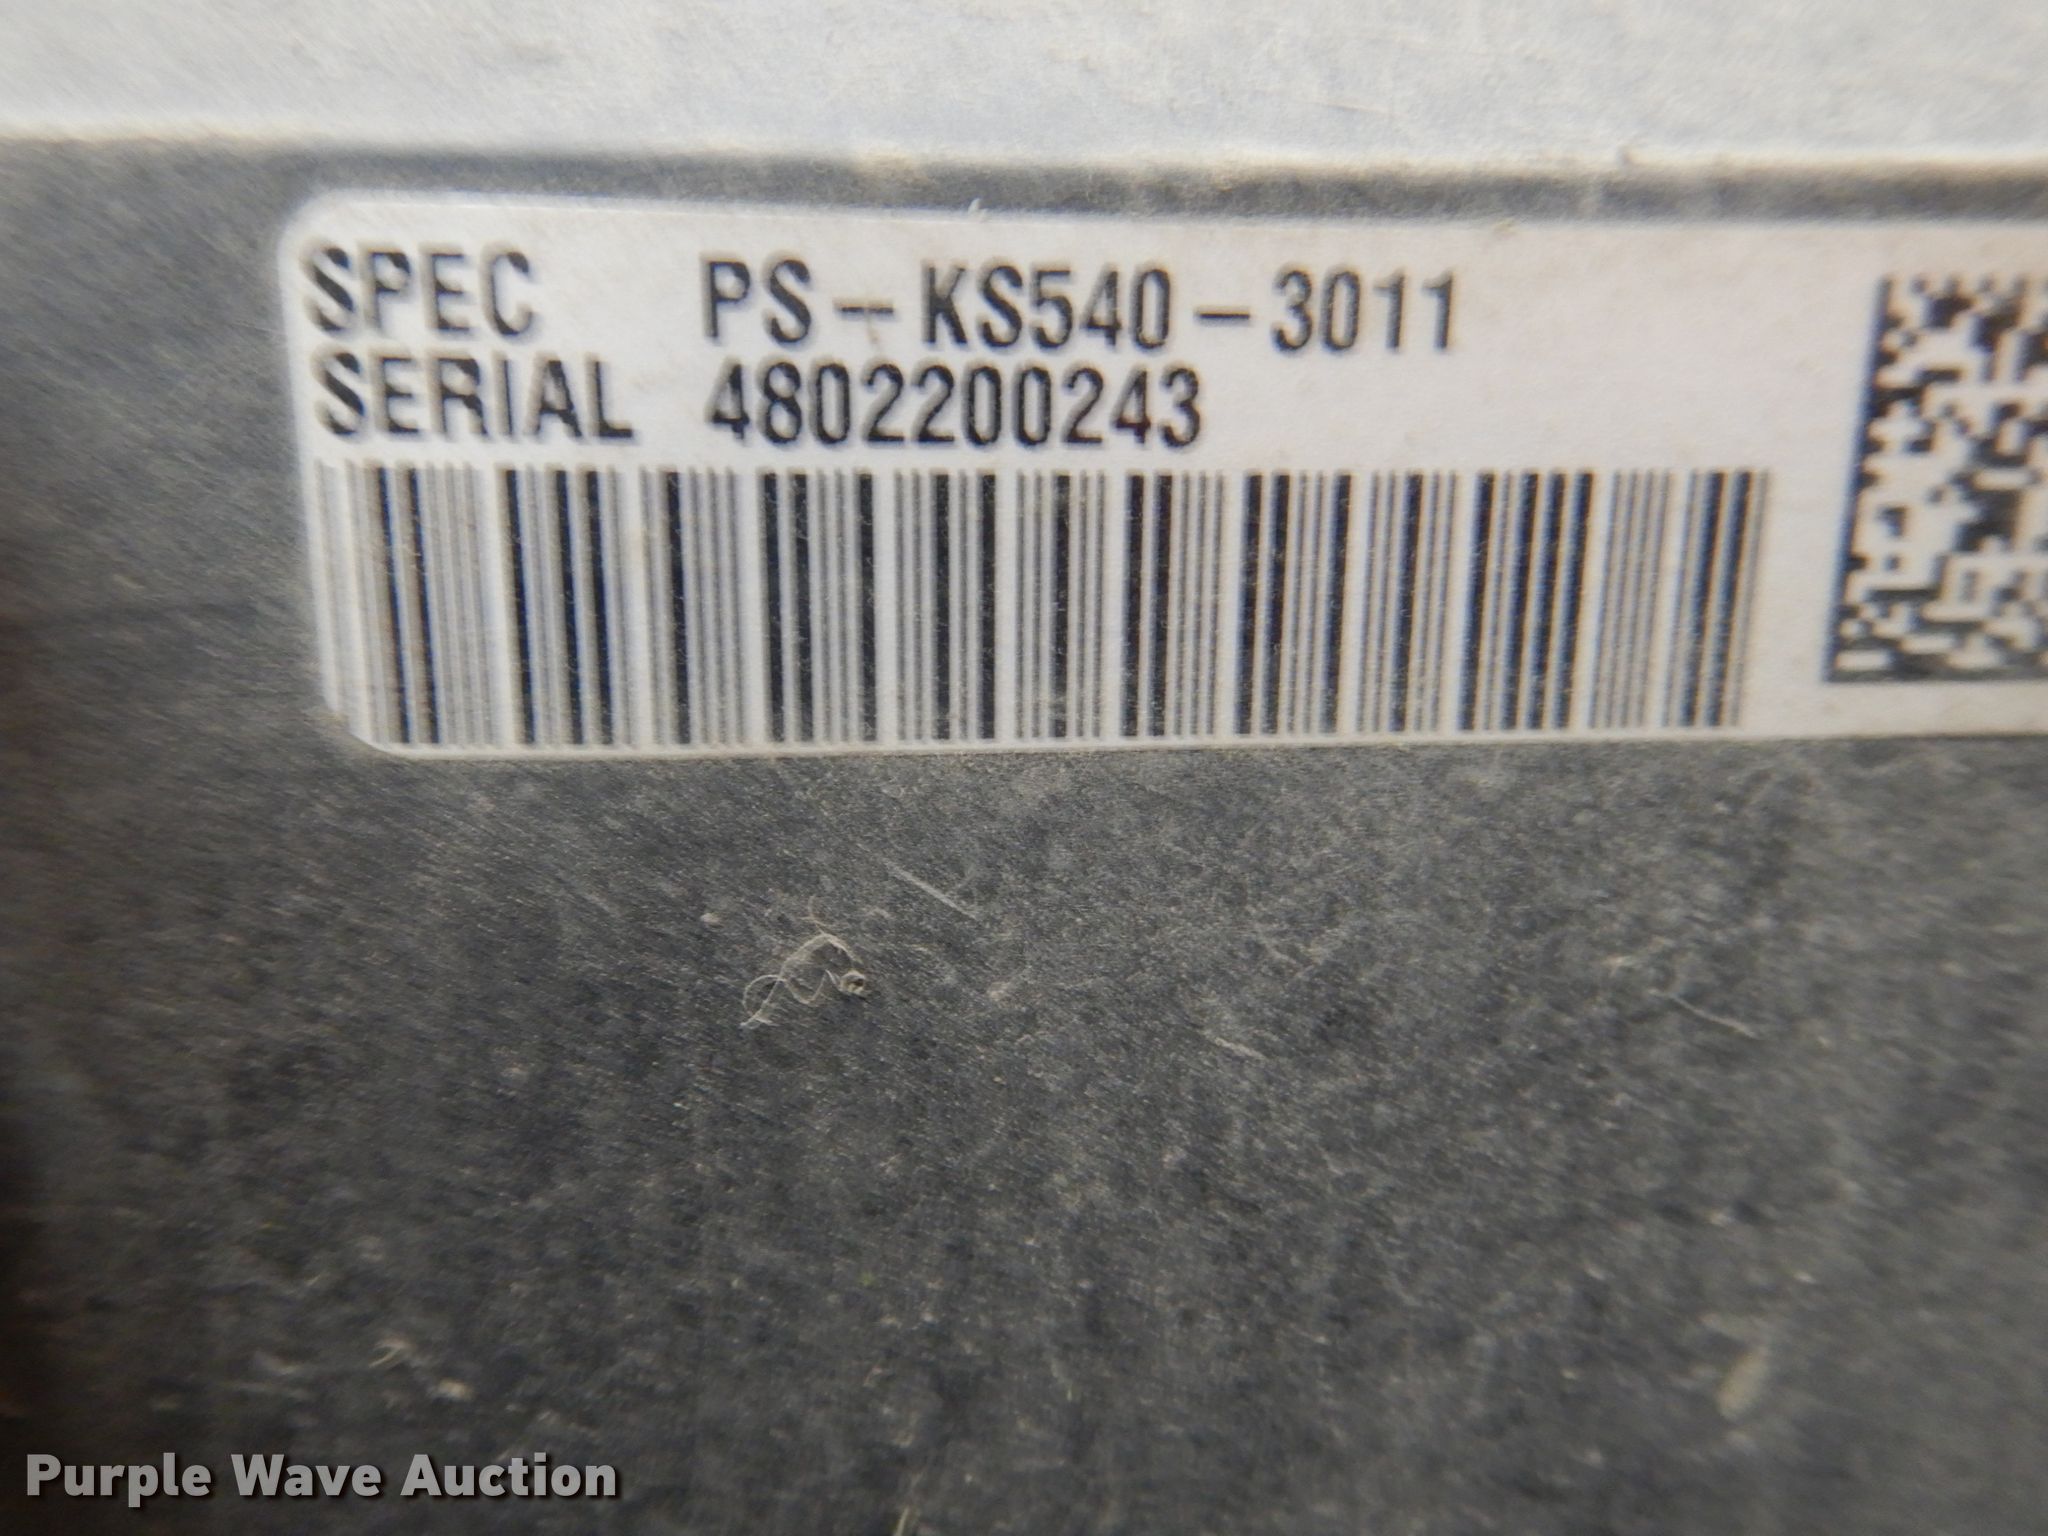 SPEC PS-KS540-3011
SERIAL 4802200243
Purple Wave Auction